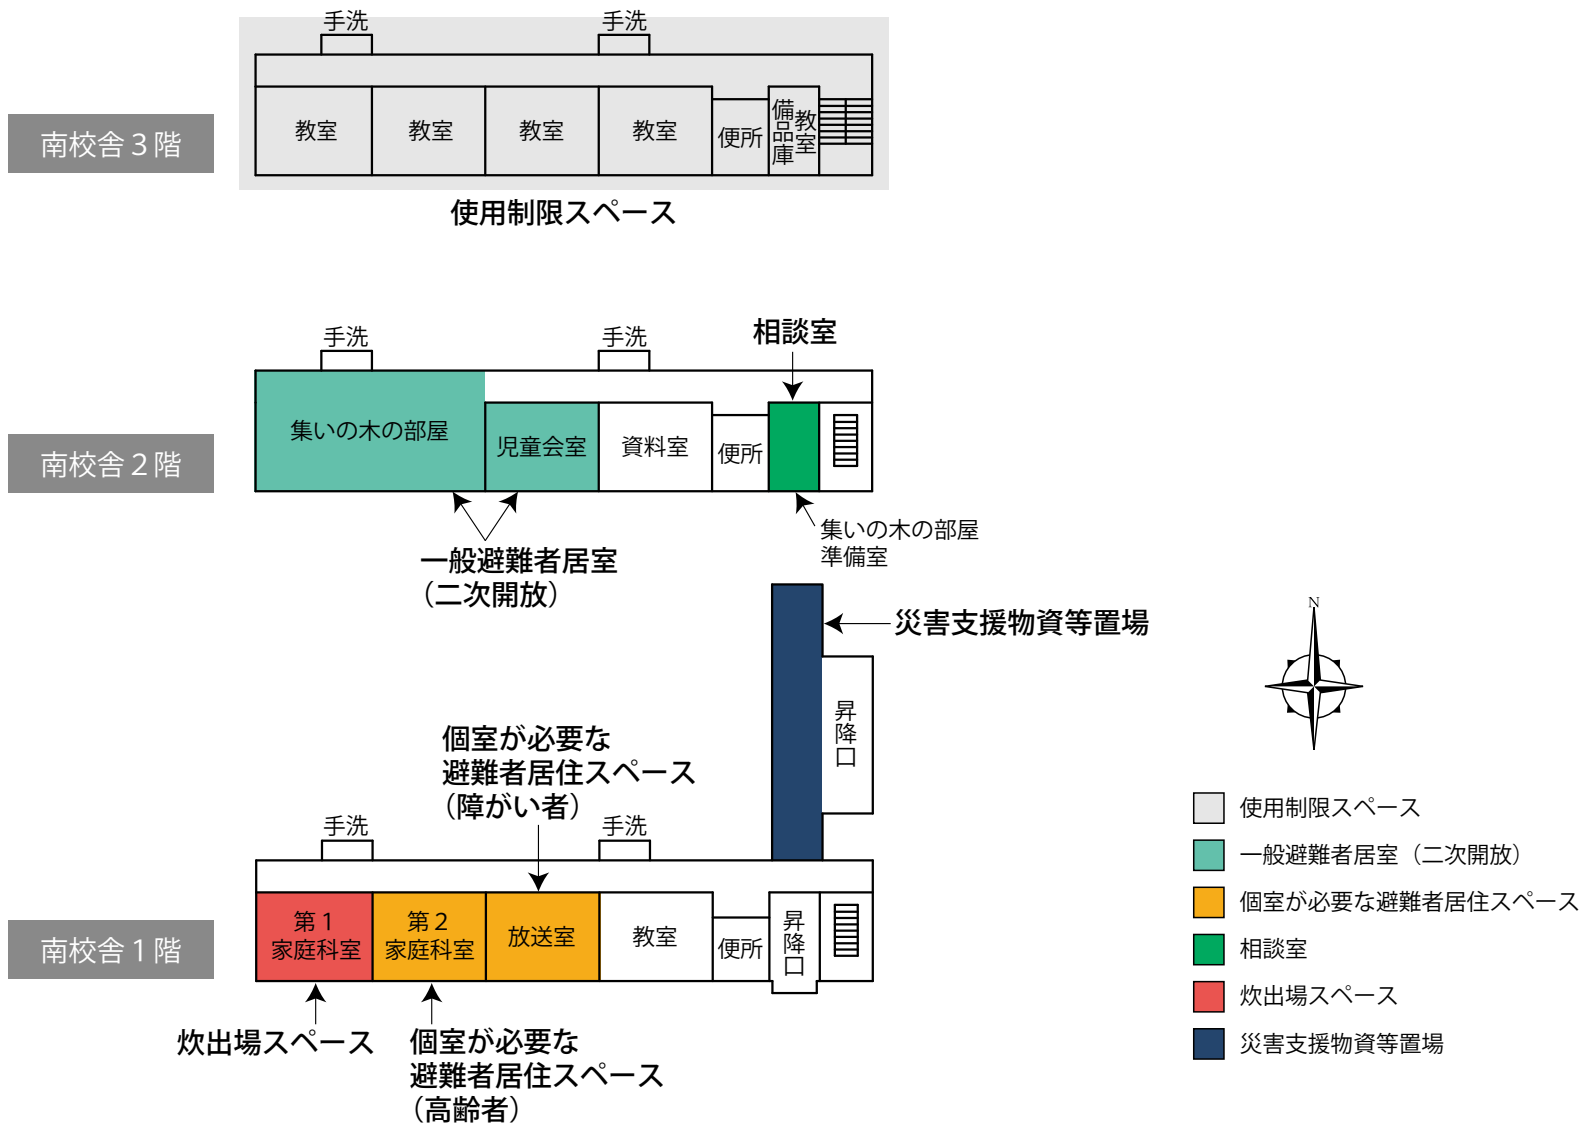 手洗
手洗
南校舎3階
教室
教室
教室
教室
便所
教室
備品庫
使用制限スペース
手洗
手洗
相談室
南校舎2階
集いの木の部屋
児童会室
資料室
便所
集いの木の部屋
準備室
一般避難者居室
（二次開放）
災害支援物資等置場
昇降口
個室が必要な
避難者居住スペース
（障がい者）
手洗
手洗
南校舎1階
第1
家庭科室
第2
家庭科室
放送室
教室
便所
昇降口
炊出場スペース
個室が必要な
避難者居住スペース
（高齢者）
N
使用制限スペース
一般避難者居室（二次開放）
個室が必要な避難者居住スペース
相談室
炊出場スペース
災害支援物資等置場